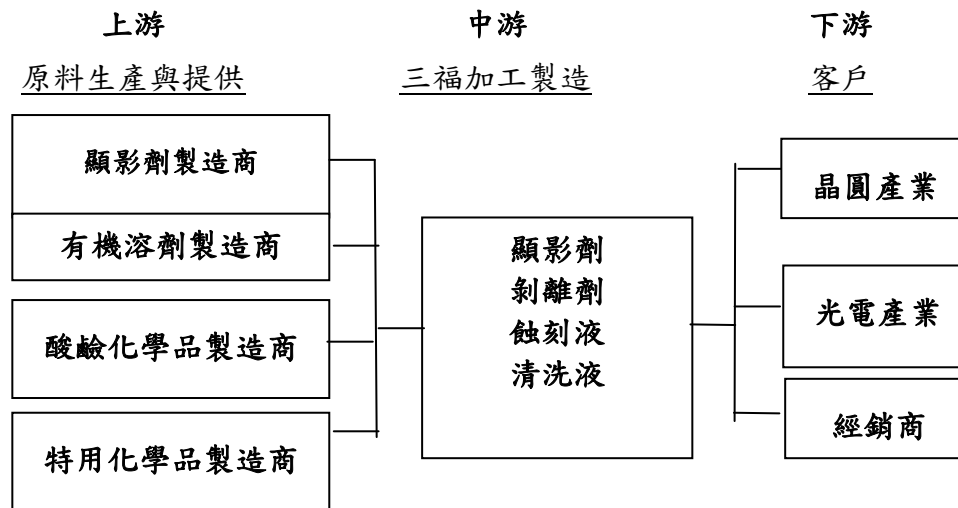 上游
中游
下游
原料生產與提供
三福加工製造
客戶
顯影劑製造商
有機溶劑製造商
酸鹼化學品製造商
特用化學品製造商
顯影劑
剝離劑
蝕刻液
清洗液
晶圓產業
光電產業
經銷商